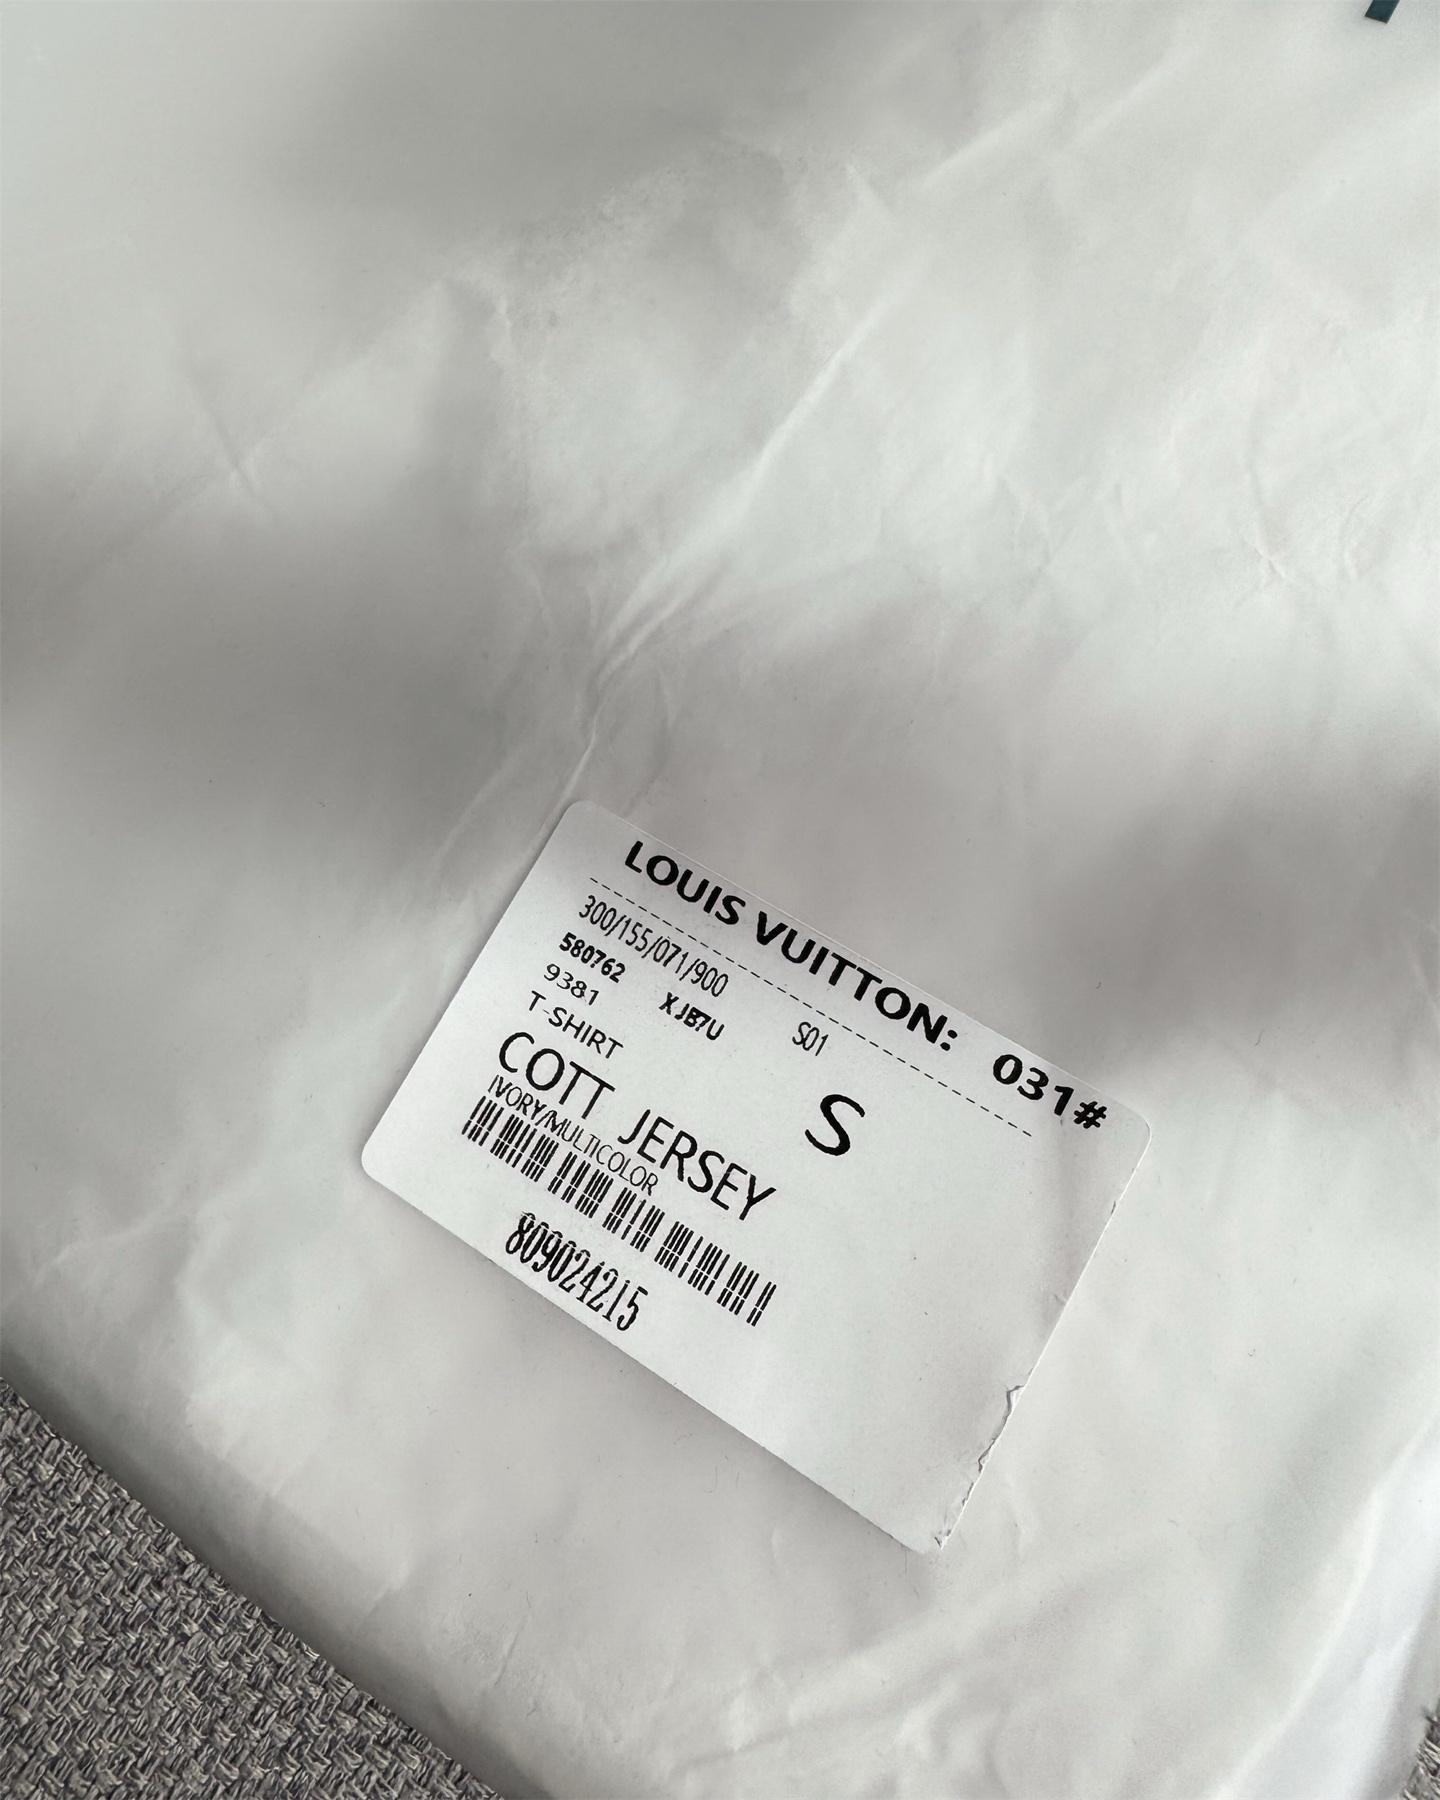 LOUIS VUITTON: 031#
300/155/071/900 S01
580762 XJB7U
9381
T-SHIRT S
COTT JERSEY
IVORY/MULTICOLOR
809024215